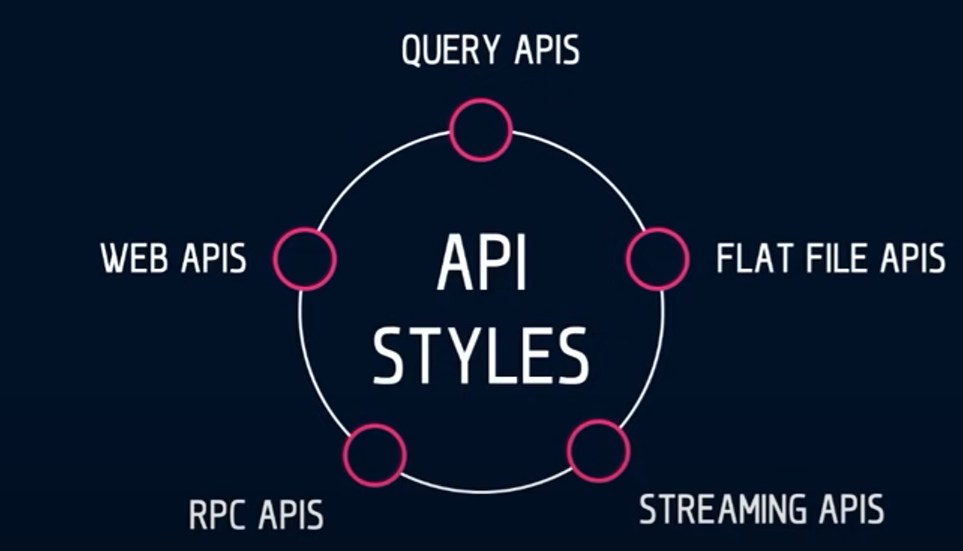 QUERY APIS
WEB APIS
API
STYLES
FLAT FILE APIS
RPC APIS
STREAMING APIS